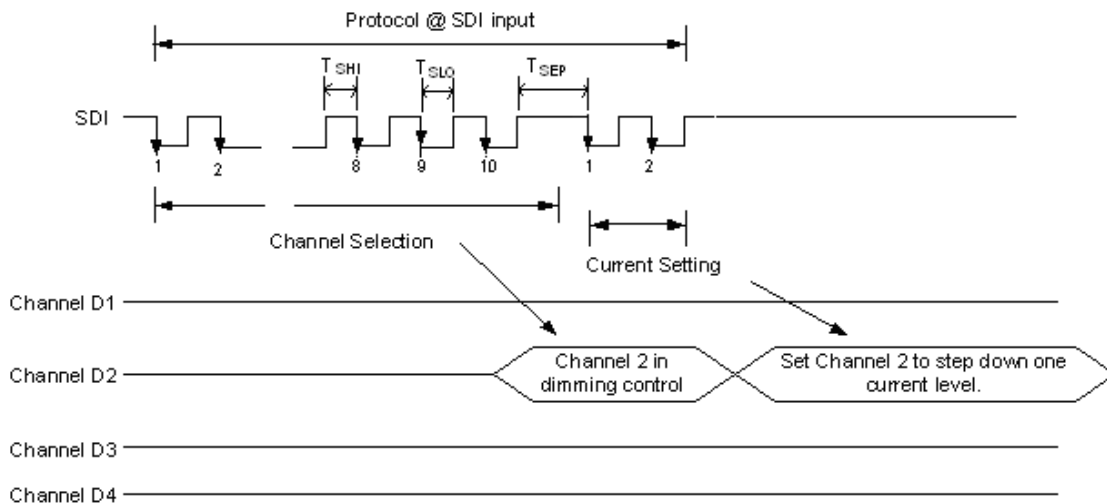 Protocol @ SDI input
T SHI
T SLO
T SEP
SDI
1
2
8
9
10
1
2
Channel Selection
Current Setting
Channel D1
Channel D2
Channel 2 in
dimming control
Set Channel 2 to step down one
current level.
Channel D3
Channel D4